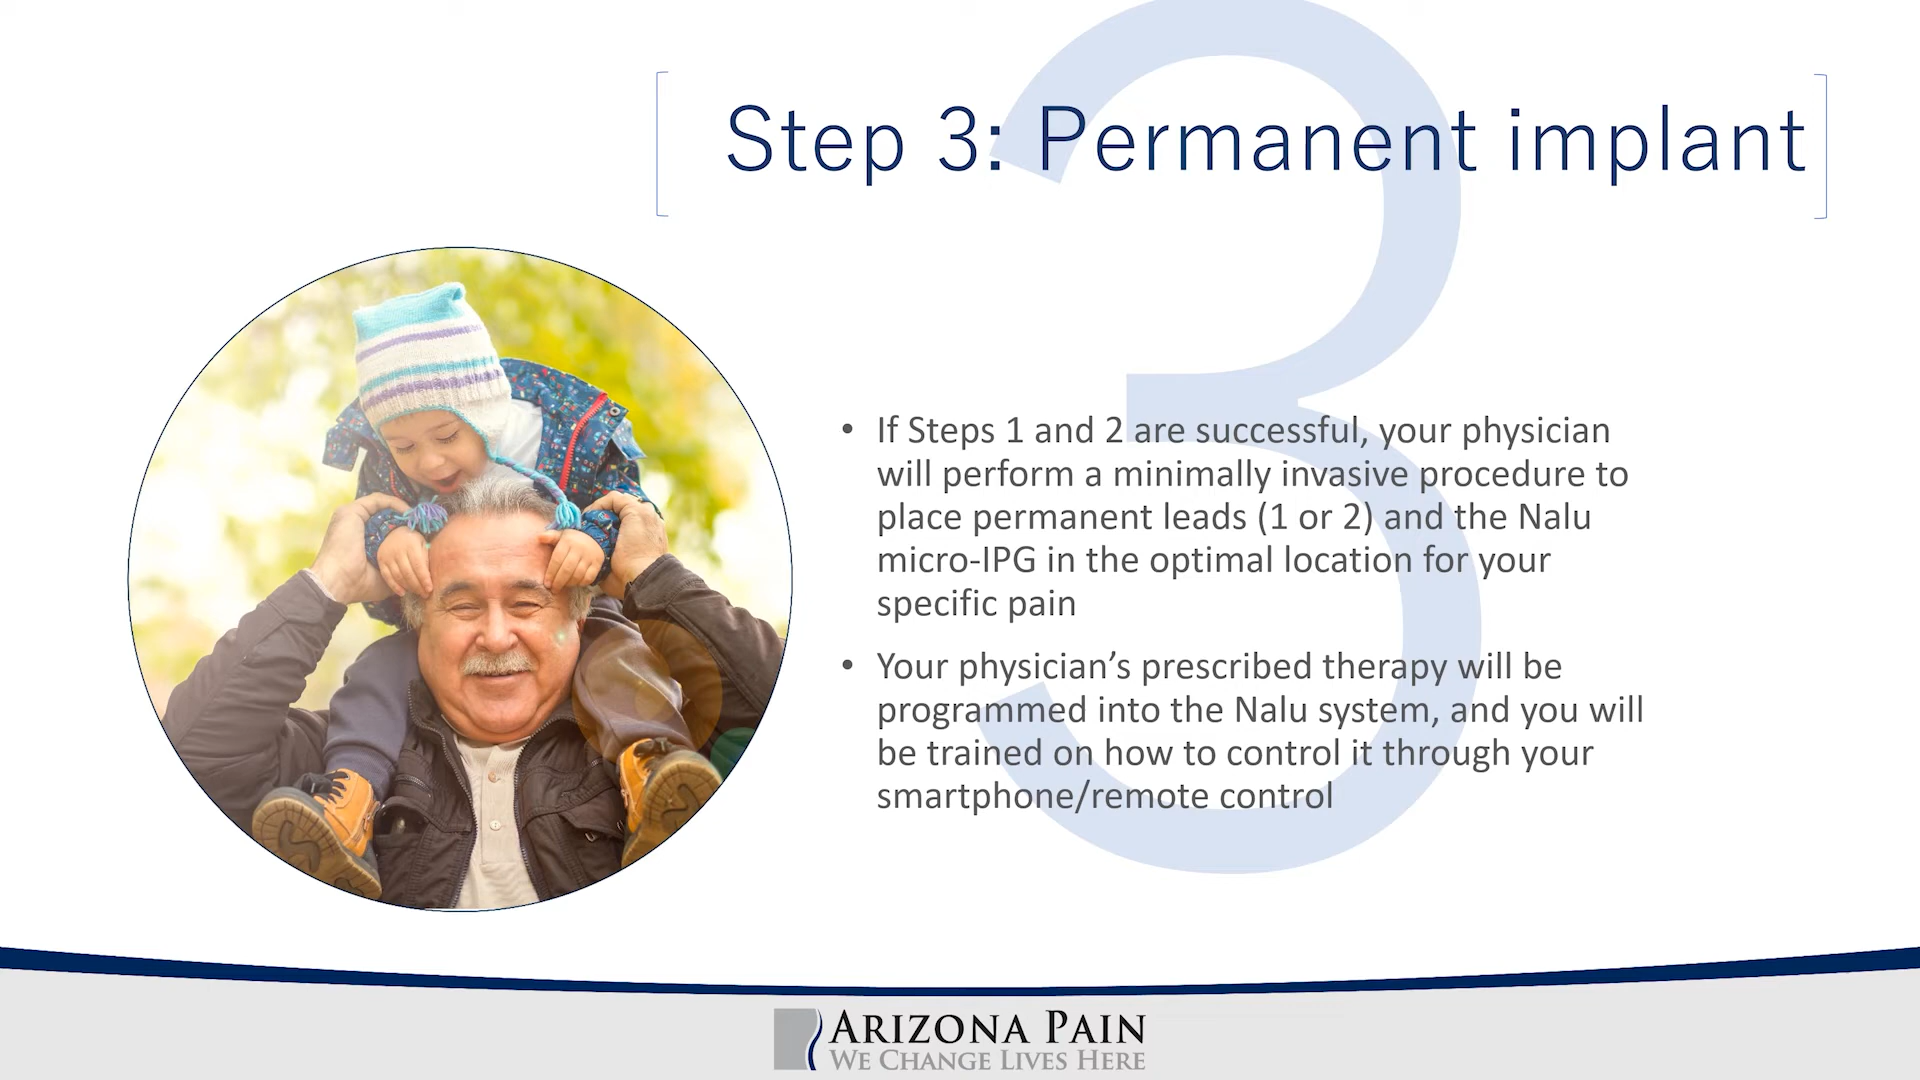 3
Step 3: Permanent implant
• If Steps 1 and 2 are successful, your physician
will perform a minimally invasive procedure to
place permanent leads (1 or 2) and the Nalu
micro-IPG in the optimal location for your
specific pain
• Your physician’s prescribed therapy will be
programmed into the Nalu system, and you will
be trained on how to control it through your
smartphone/remote control
ARIZONA PAIN
WE CHANGE LIVES HERE